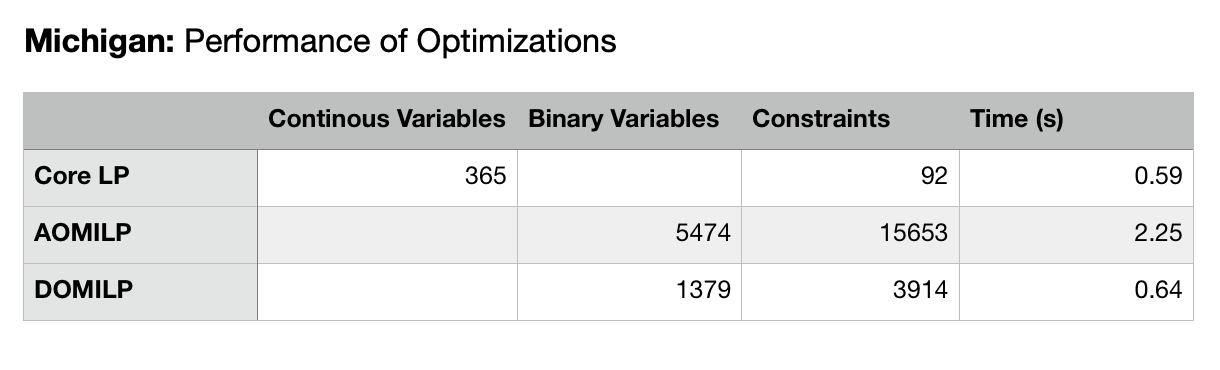 Michigan: Performance of Optimizations
Continous Variables Binary Variables Constraints Time (s)
Core LP 365 92 0.59
AOMILP 5474 15653 2.25
DOMILP 1379 3914 0.64